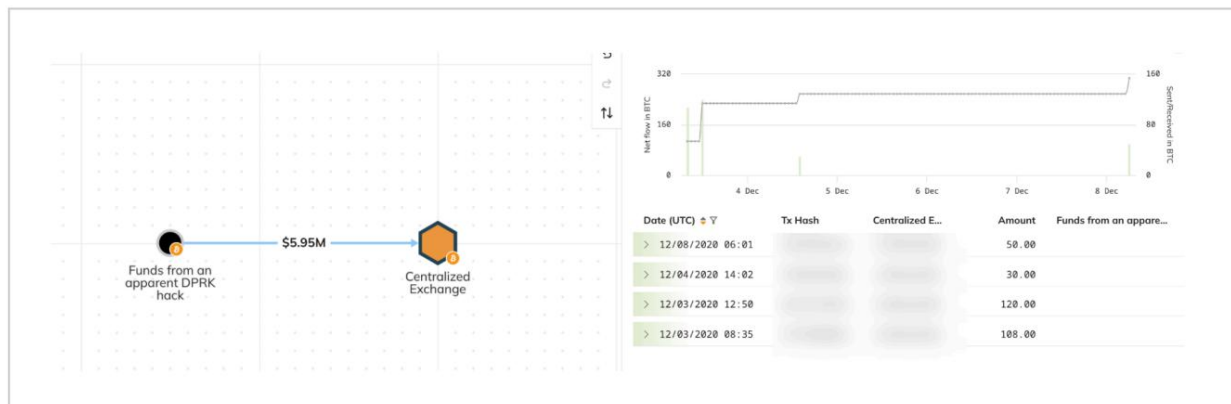 $5.95M
Funds from an
apparent DPRK
hack
Centralized
Exchange
320
160
0
160
80
0
Net flow in BTC
Sent/Received in BTC
4 Dec
5 Dec
6 Dec
7 Dec
8 Dec
Date (UTC) Tx Hash Centralized E... Amount Funds from an appare...
12/08/2020 06:01 50.00
12/04/2020 14:02 30.00
12/03/2020 12:50 120.00
12/03/2020 08:35 108.00